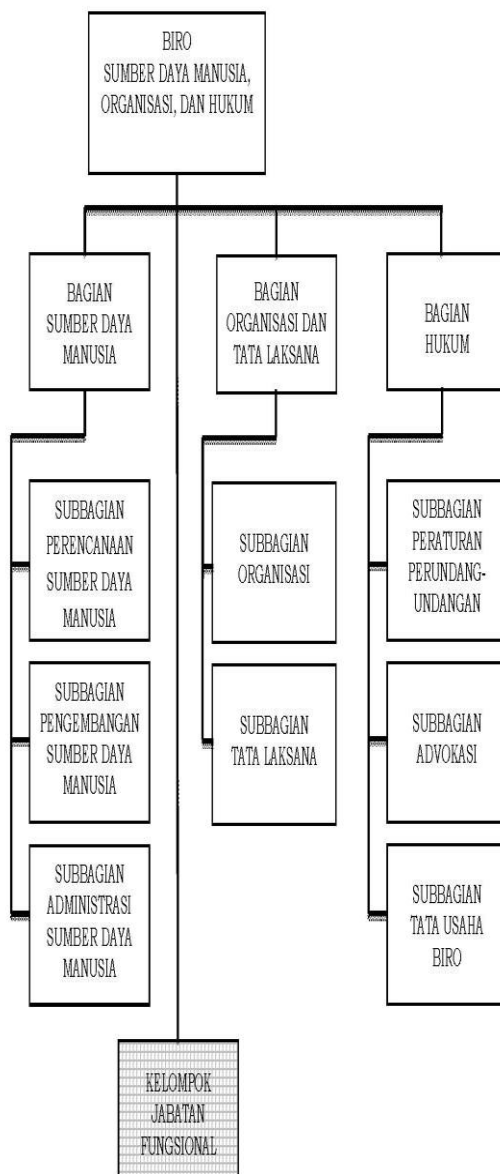 BIRO
SUMBER DAYA MANUSIA,
ORGANISASI, DAN HUKUM
BAGIAN
SUMBER DAYA
MANUSIA
BAGIAN
ORGANISASI DAN
TATA LAKSANA
BAGIAN
HUKUM
SUBBAGIAN
PERENCANAAN
SUMBER DAYA
MANUSIA
SUBBAGIAN
ORGANISASI
SUBBAGIAN
PERATURAN
PERUNDANG-
UNDANGAN
SUBBAGIAN
PENGEMBANGAN
SUMBER DAYA
MANUSIA
SUBBAGIAN
TATA LAKSANA
SUBBAGIAN
ADVOKASI
SUBBAGIAN
ADMINISTRASI
SUMBER DAYA
MANUSIA
SUBBAGIAN
TATA USAHA
BIRO
KELOMPOK
JABATAN
FUNGSIONAL